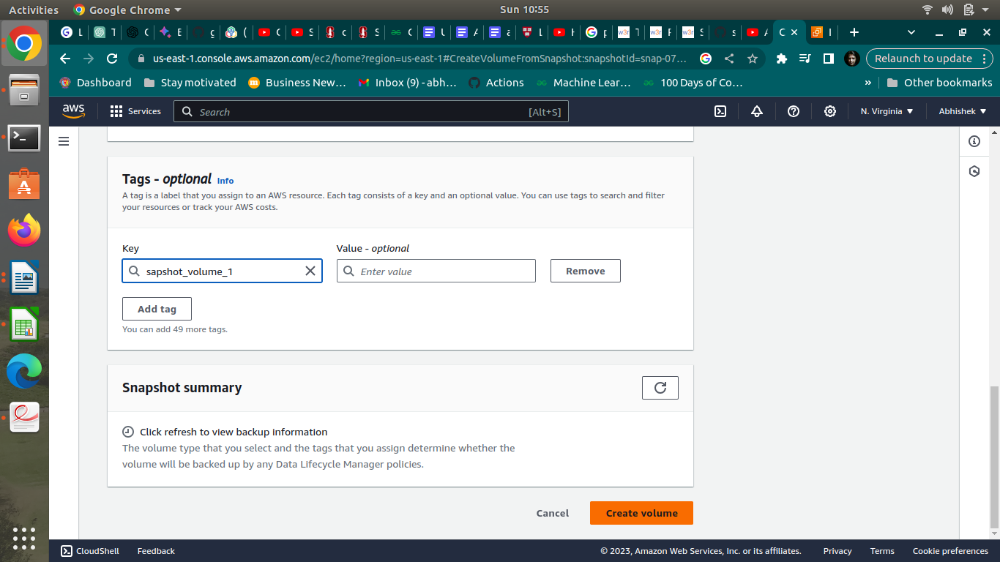 Activities
Google Chrome
Sun 10:55
us-east-1.console.aws.amazon.com/ec2/home?region=us-east-1#CreateVolumeFromSnapshot:snapshotId=snap-07...
Relaunch to update
Dashboard
Stay motivated
Business New...
Inbox (9) - abh...
Actions
Machine Lear...
100 Days of Co...
»
Other bookmarks
aws
Services
Search
[Alt+S]
N. Virginia
Abhishek
Tags - optional Info
A tag is a label that you assign to an AWS resource. Each tag consists of a key and an optional value. You can use tags to search and filter
your resources or track your AWS costs.
Key
Value - optional
sapshot_volume_1
Enter value
Remove
Add tag
You can add 49 more tags.
Snapshot summary
Click refresh to view backup information
The volume type that you select and the tags that you assign determine whether the
volume will be backed up by any Data Lifecycle Manager policies.
Cancel
Create volume
CloudShell
Feedback
© 2023, Amazon Web Services, Inc. or its affiliates.
Privacy
Terms
Cookie preferences